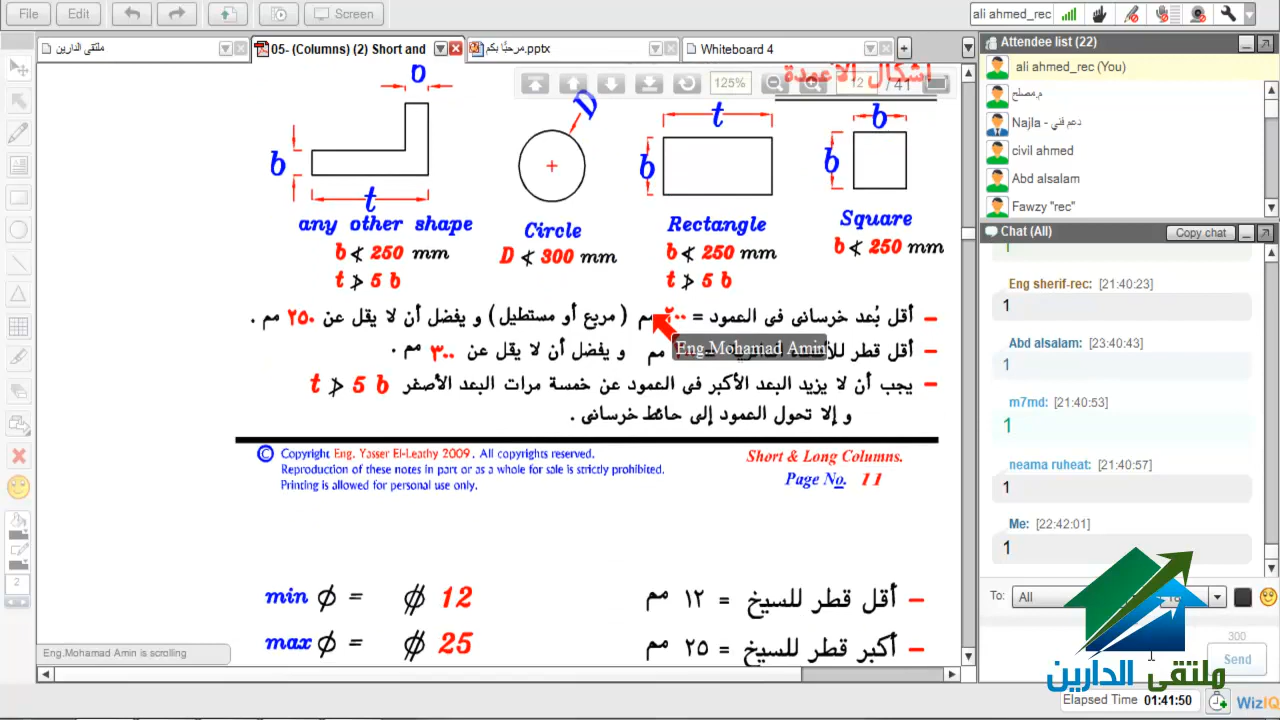 File
Edit
Screen
ali ahmed_rec
ملتقى الدارين
05- (Columns) (2) Short and
مرحبًا بكم.pptx
Whiteboard 4
Attendee list (22)
ali ahmed_rec (You)
م.مصلح
Najla - دعم فني
civil ahmed
Abd alsalam
Fawzy "rec"
Chat (All)
Copy chat
1
Eng sherif-rec: [21:40:23]
1
Abd alsalam: [23:40:43]
1
m7md: [21:40:53]
1
neama ruheat: [21:40:57]
1
Me: [22:42:01]
1
To:
All
300
Send
ملتقى الدارين
Elapsed Time 01:41:50
WizIQ
125%
12 / 41
اشكال الاعمدة
b
t
D
b
t
b
b
any other shape
Circle
Rectangle
Square
b ≮ 250 mm
D ≮ 300 mm
b ≮ 250 mm
b ≮ 250 mm
t ≯ 5 b
t ≯ 5 b
– أقل بُعد خرسانى فى العمود = ٢٠٠ مم ( مربع أو مستطيل ) و يفضل أن لا يقل عن ٢٥٠ مم .
Eng.Mohamad Amin
– أقل قطر مم و يفضل أن لا يقل عن ٣٠٠ مم .
– يجب أن لا يزيد البعد الأكبر فى العمود عن خمسة مرات البعد الأصغر t ≯ 5 b
و إلا تحول العمود إلى حائط خرسانى .
© Copyright Eng. Yasser El-Leathy 2009. All copyrights reserved.
Reproduction of these notes in part or as a whole for sale is strictly prohibited.
Printing is allowed for personal use only.
Short & Long Columns.
Page No. 11
min ϕ = ϕ 12
– أقل قطر للسيخ = ١٢ مم
max ϕ = ϕ 25
– أكبر قطر للسيخ = ٢٥ مم
2
Eng.Mohamad Amin is scrolling